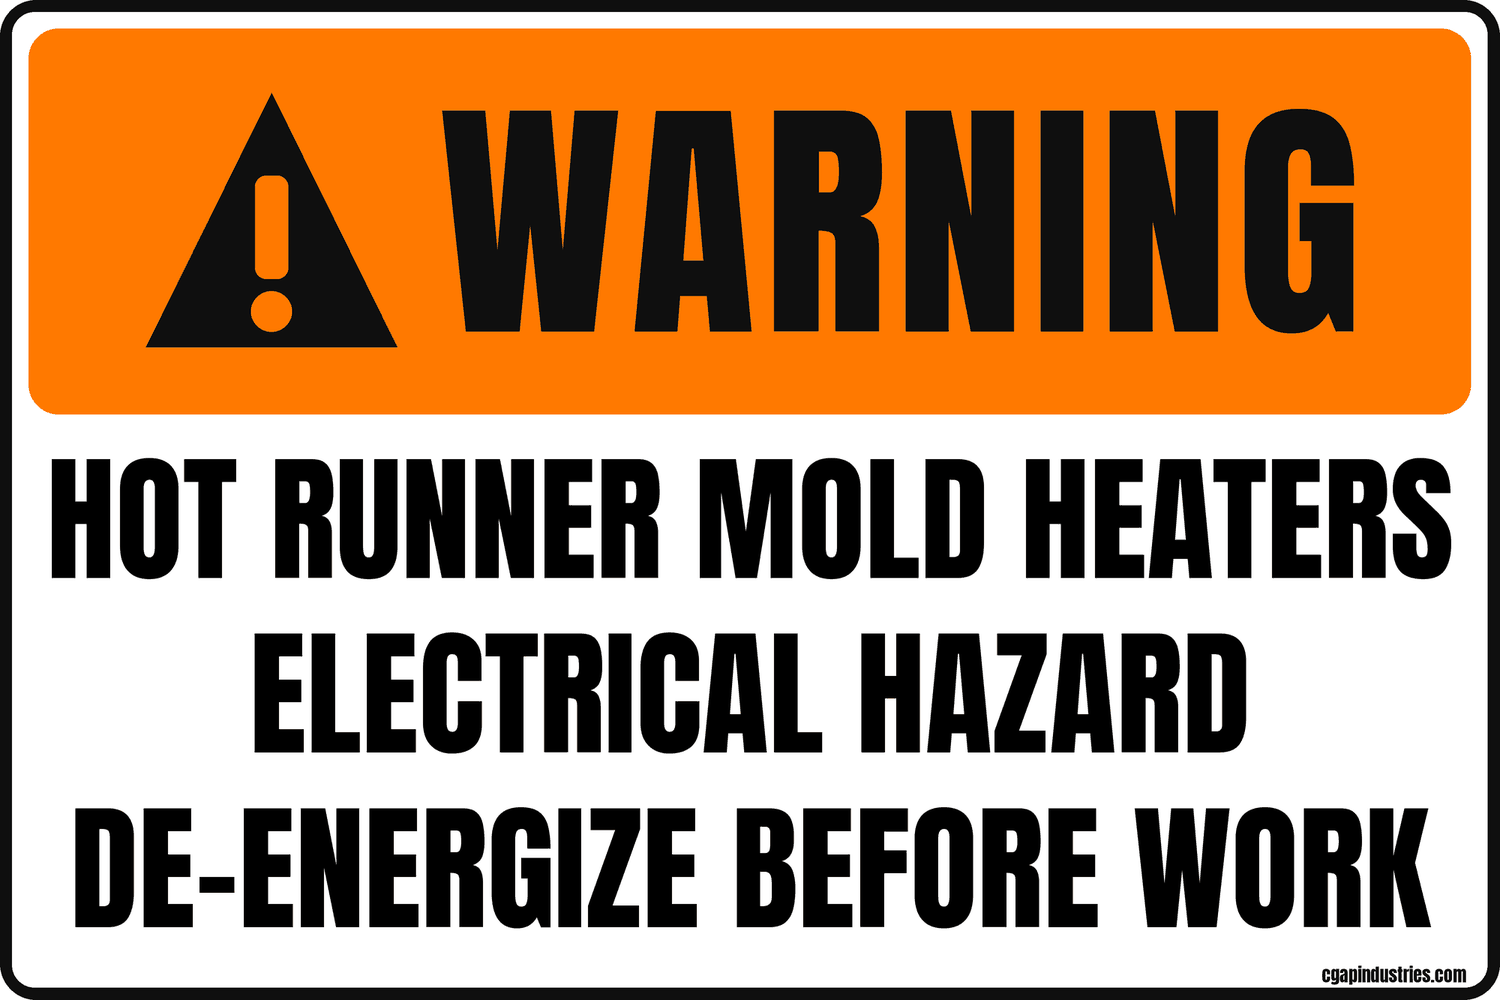 WARNING
HOT RUNNER MOLD HEATERS
ELECTRICAL HAZARD
DE-ENERGIZE BEFORE WORK
cgapindustries.com